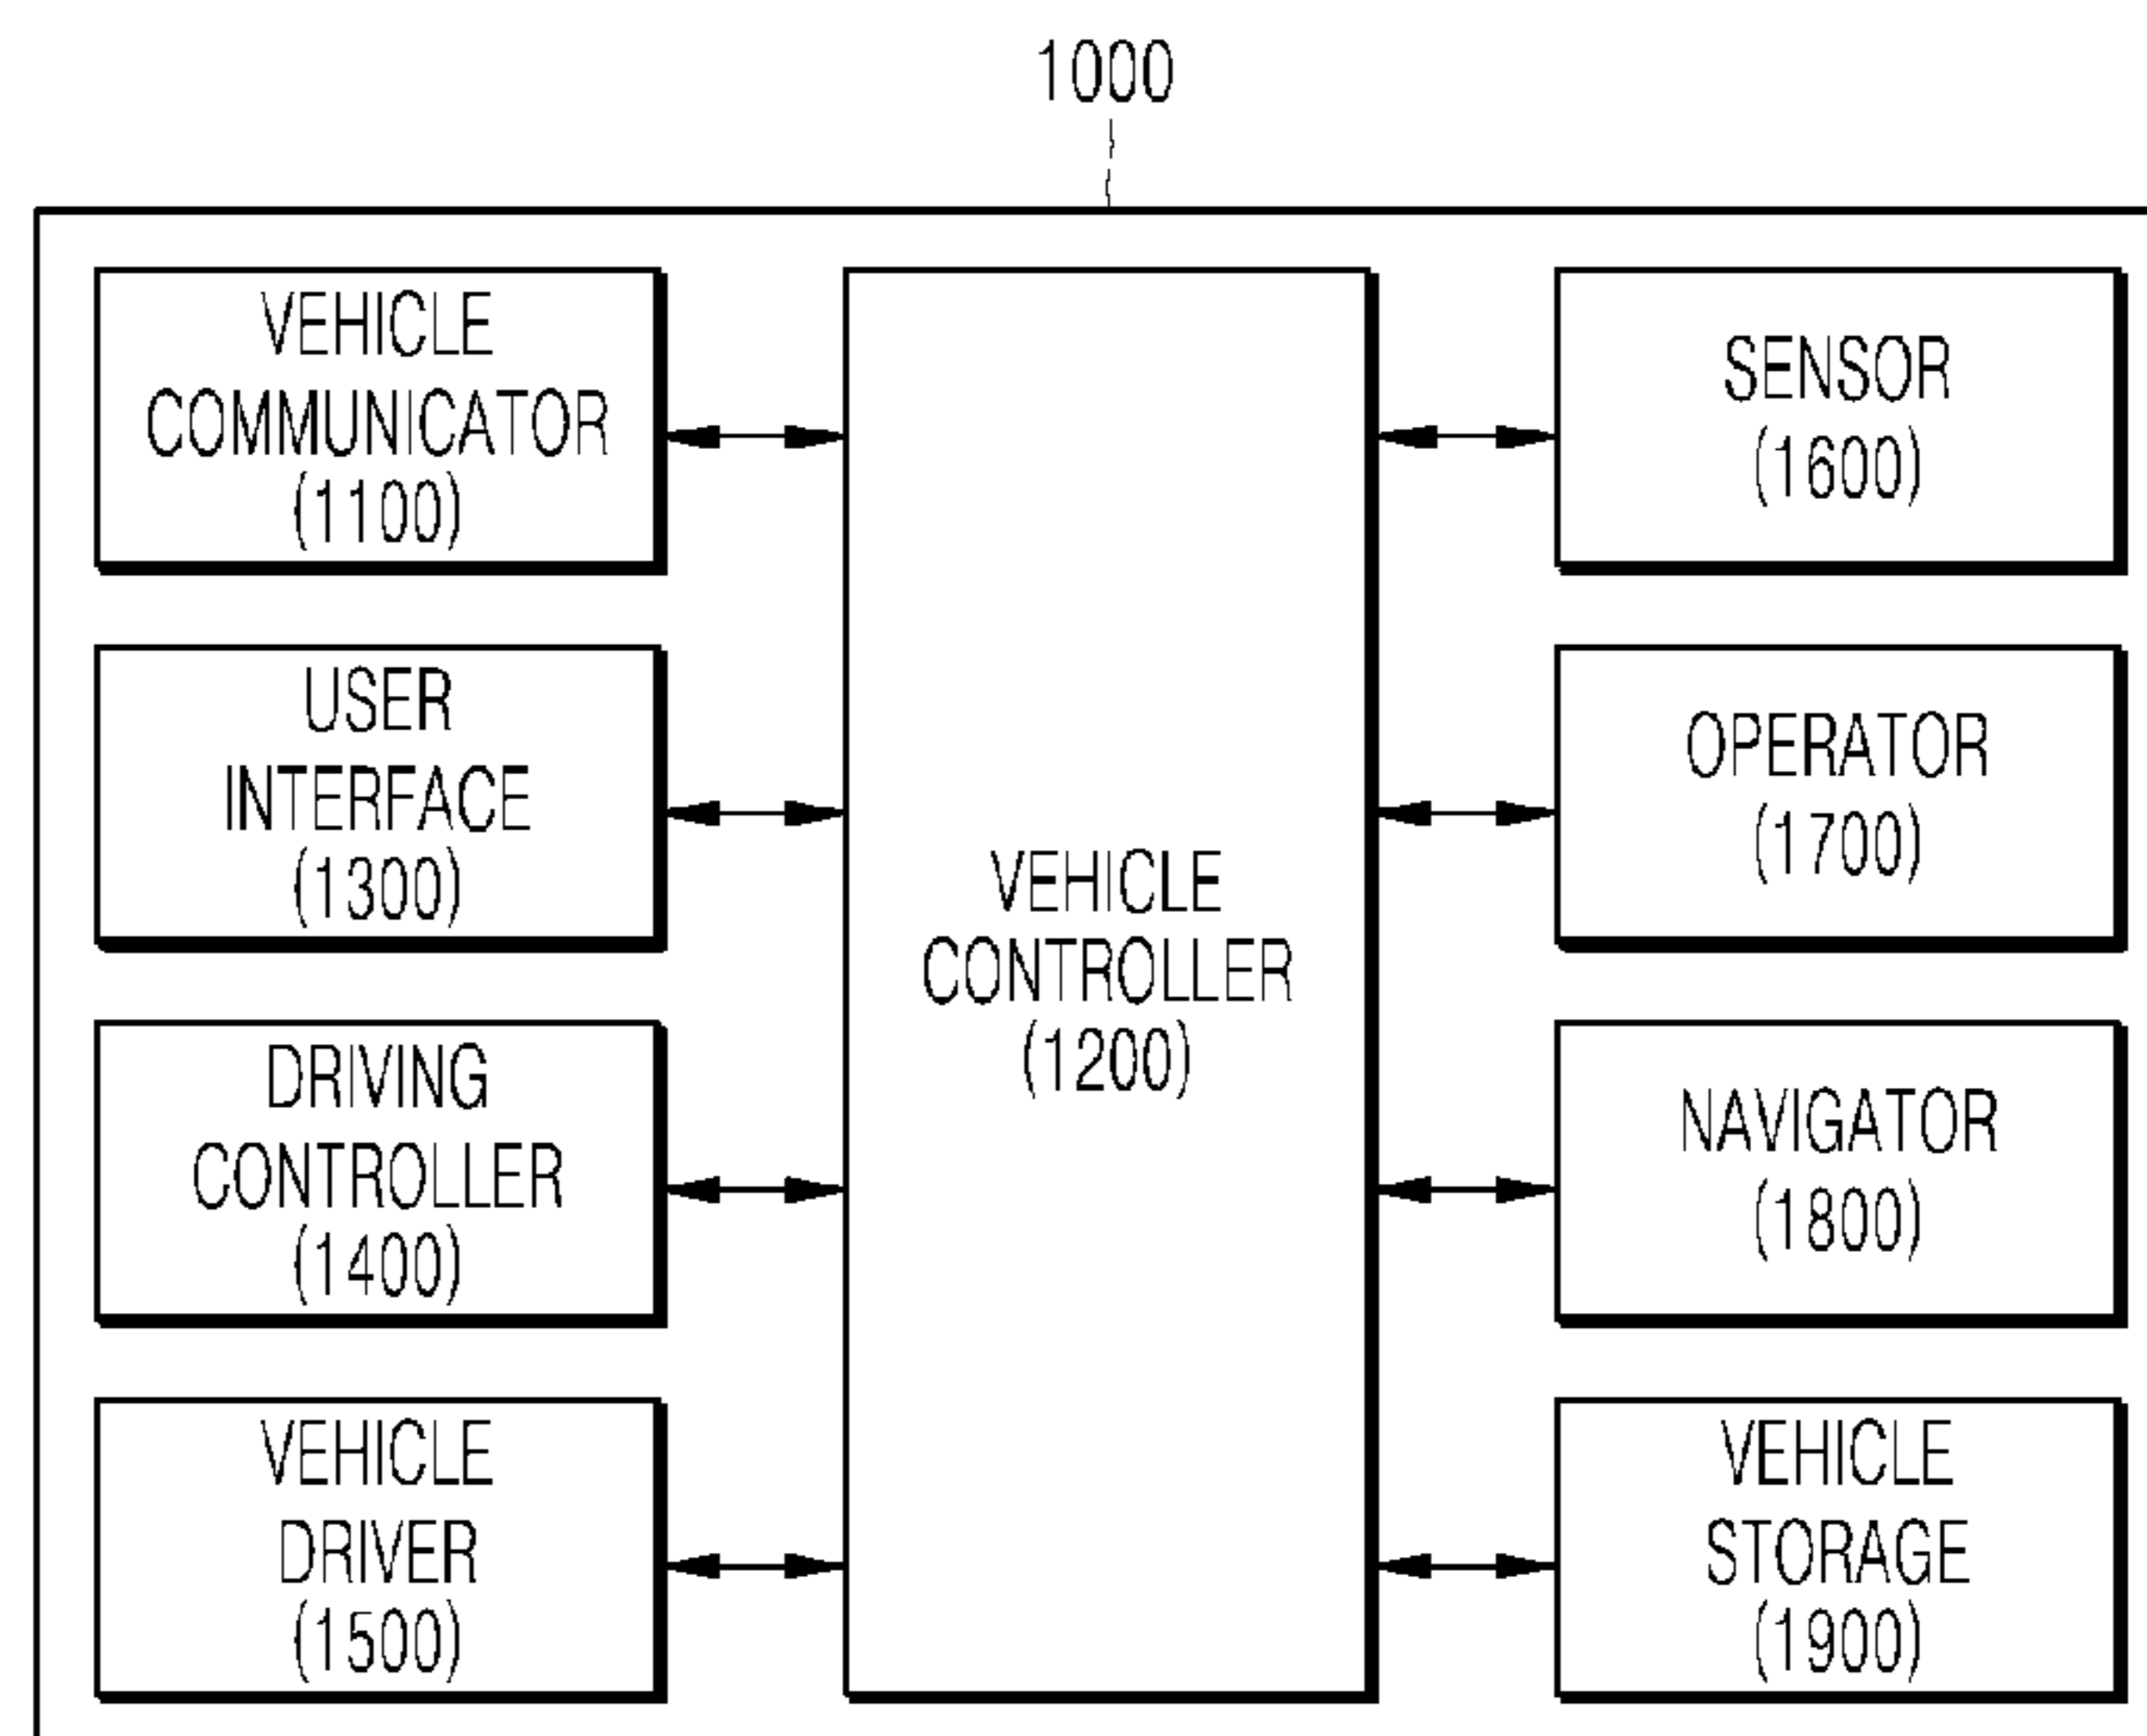 1000
VEHICLE
COMMUNICATOR
(1100)
USER
INTERFACE
(1300)
DRIVING
CONTROLLER
(1400)
VEHICLE
DRIVER
(1500)
VEHICLE
CONTROLLER
(1200)
SENSOR
(1600)
OPERATOR
(1700)
NAVIGATOR
(1800)
VEHICLE
STORAGE
(1900)